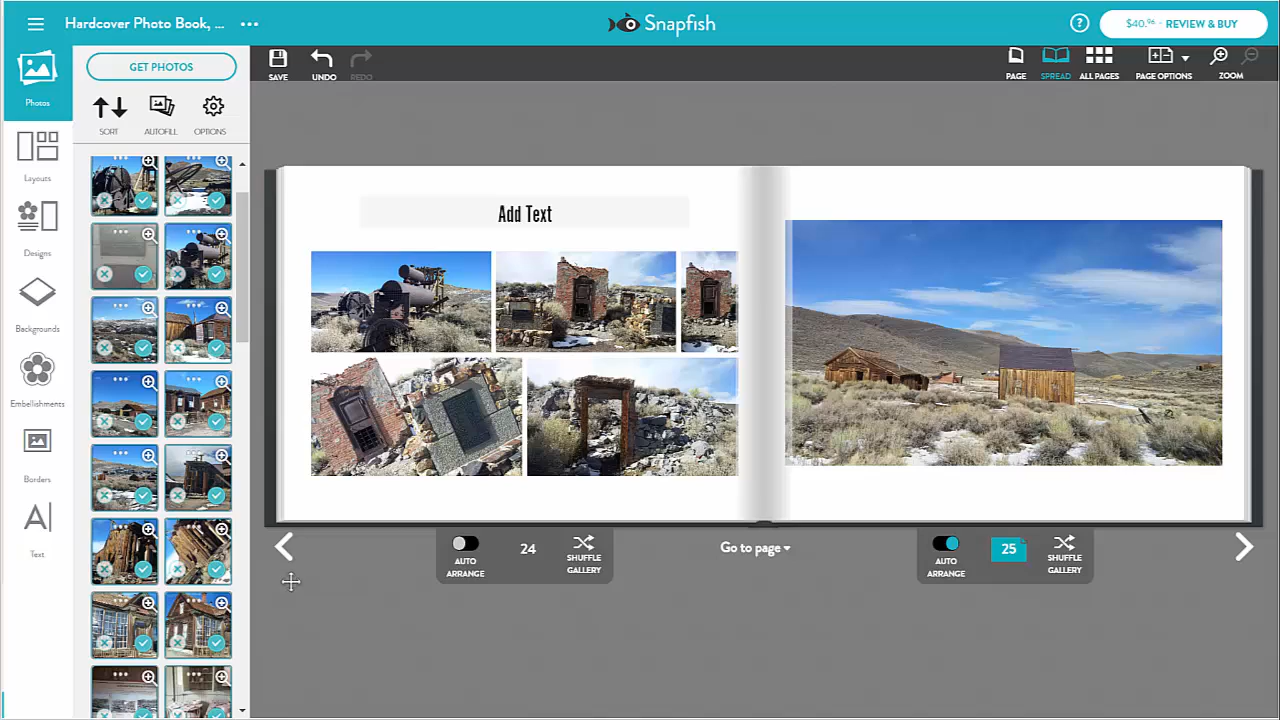 Hardcover Photo Book, ...
Snapfish
$40.96 · REVIEW & BUY
SAVE
UNDO
REDO
PAGE
SPREAD
ALL PAGES
PAGE OPTIONS
ZOOM
Photos
GET PHOTOS
SORT
AUTOFILL
OPTIONS
Layouts
Designs
Backgrounds
Embellishments
Borders
Text
Add Text
AUTO ARRANGE
24
SHUFFLE GALLERY
Go to page
AUTO ARRANGE
25
SHUFFLE GALLERY